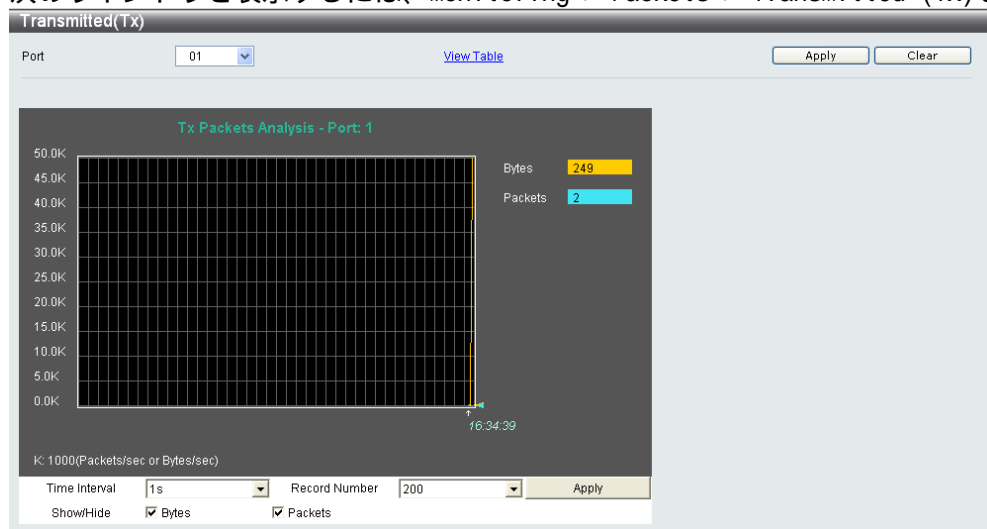 Transmitted(Tx)
Port 01 View Table Apply Clear
Tx Packets Analysis - Port: 1
50.0K
45.0K
40.0K
35.0K
30.0K
25.0K
20.0K
15.0K
10.0K
5.0K
0.0K
Bytes 249
Packets 2
16:34:39
K: 1000(Packets/sec or Bytes/sec)
Time Interval 1s Record Number 200 Apply
Show/Hide Bytes Packets